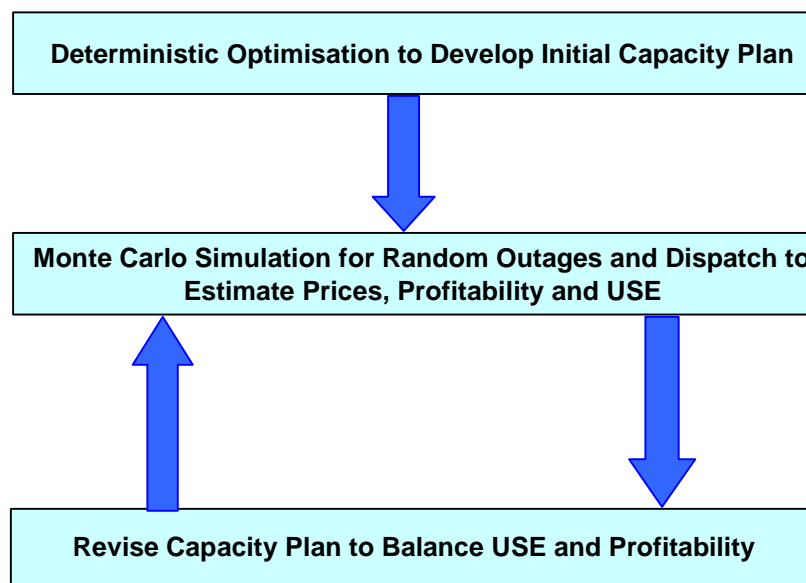 Deterministic Optimisation to Develop Initial Capacity Plan
Monte Carlo Simulation for Random Outages and Dispatch to
Estimate Prices, Profitability and USE
Revise Capacity Plan to Balance USE and Profitability